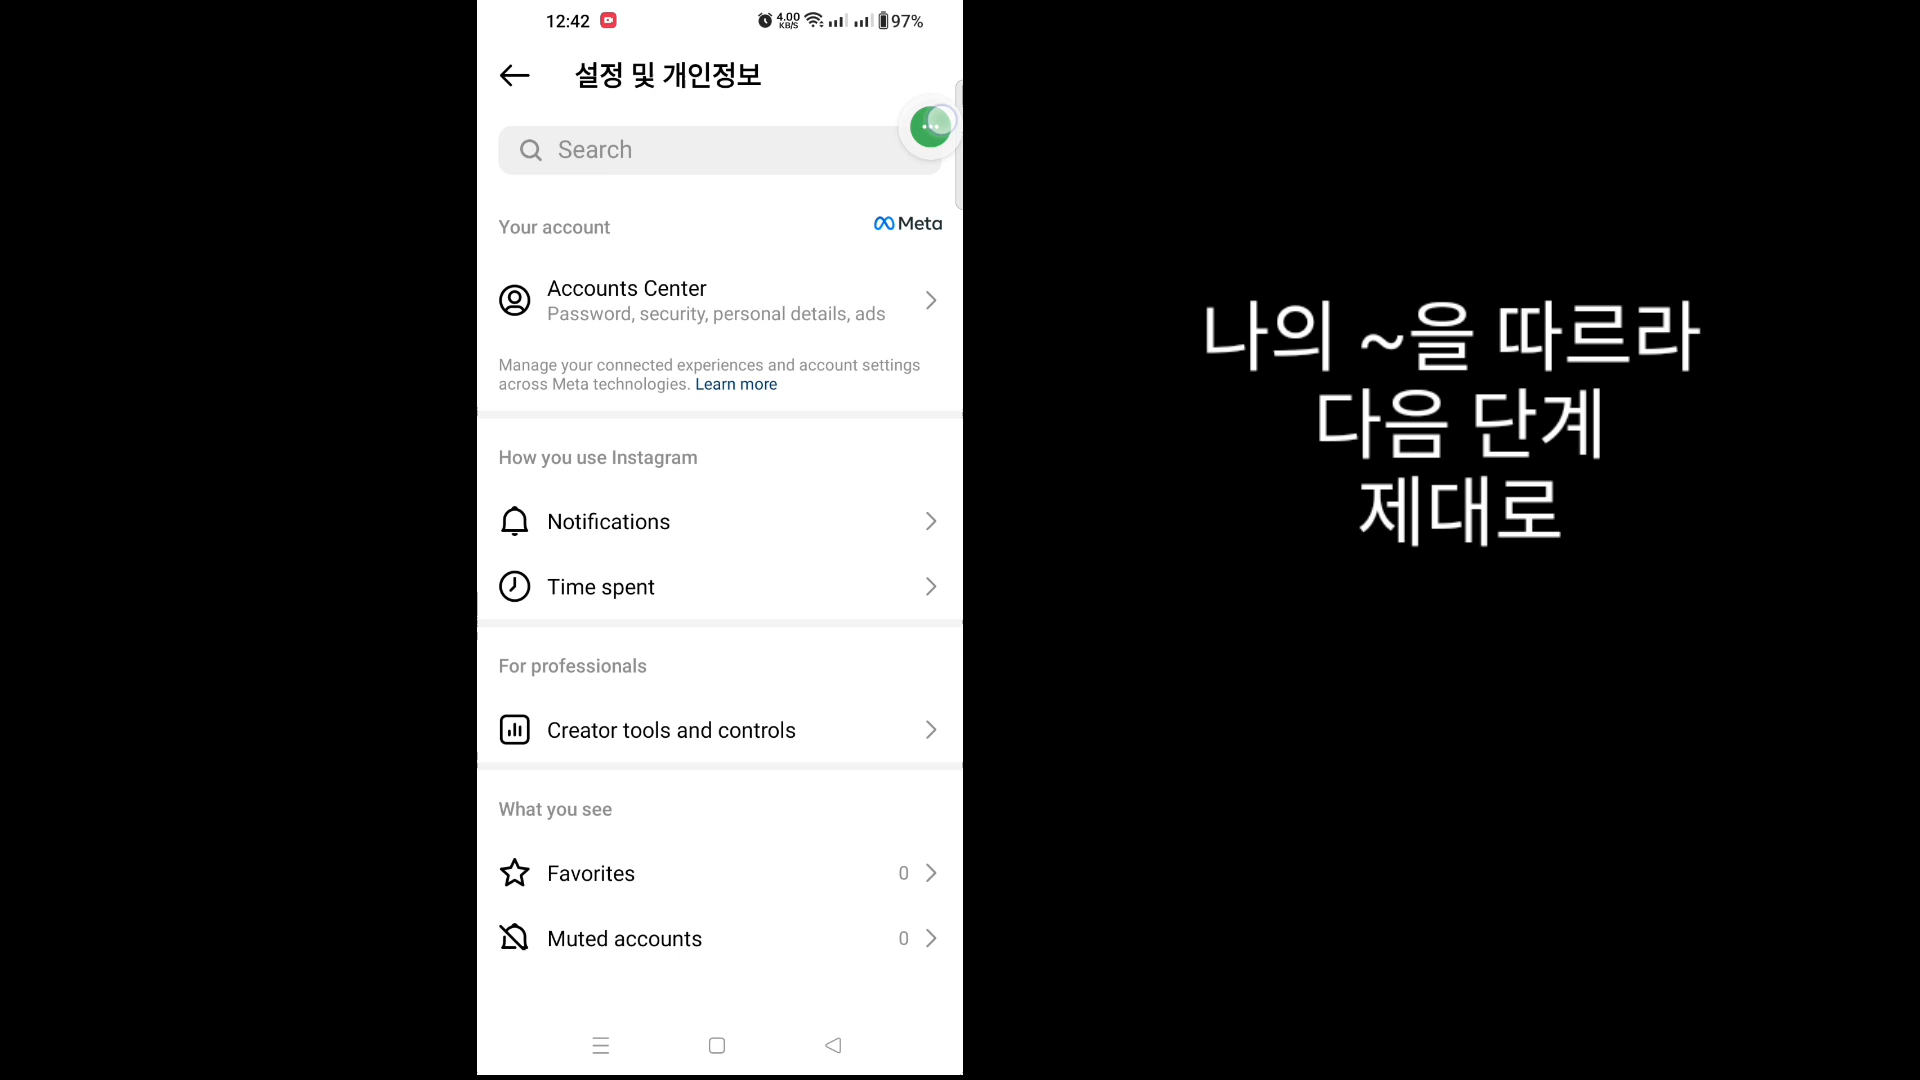 12:42 4.00 KB/S 97%
설정 및 개인정보
Search
Your account Meta
Accounts Center
Password, security, personal details, ads
Manage your connected experiences and account settings
across Meta technologies. Learn more
How you use Instagram
Notifications
Time spent
For professionals
Creator tools and controls
What you see
Favorites 0
Muted accounts 0
나의 ~을 따르라
다음 단계
제대로